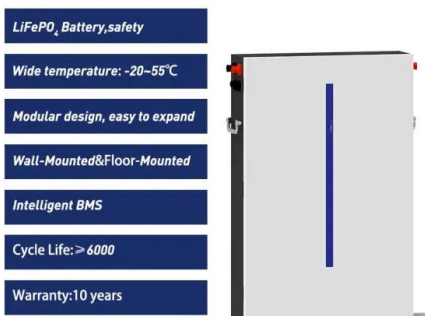 LiFePO₄ Battery,safety
Wide temperature: -20~55℃
Modular design, easy to expand
Wall-Mounted&Floor-Mounted
Intelligent BMS
Cycle Life:≥6000
Warranty:10 years